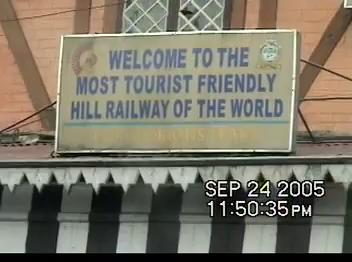 WELCOME TO THE
MOST TOURIST FRIENDLY
HILL RAILWAY OF THE WORLD
SEP 24 2005
11:50:35 PM